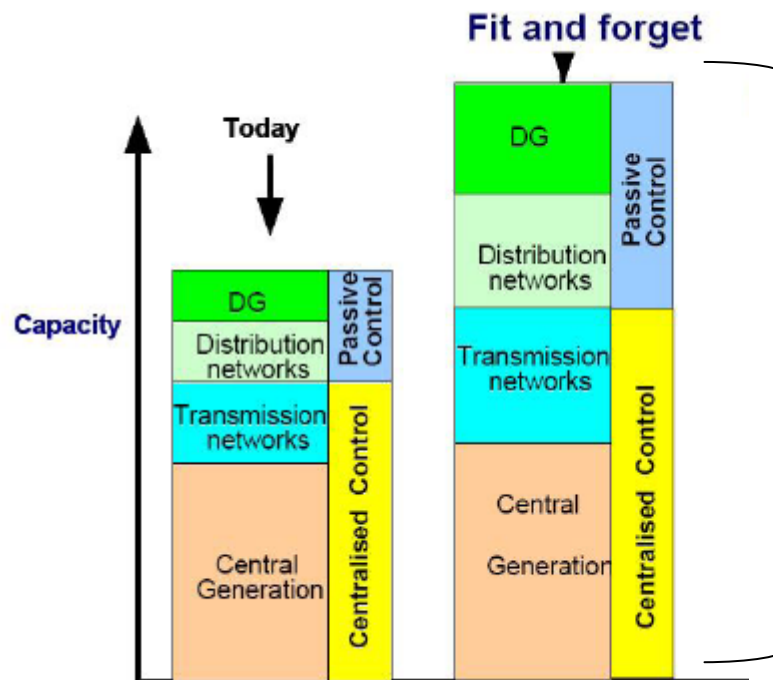 Fit and forget
Today
Capacity
DG
Distribution
networks
Transmission
networks
Central
Generation
Passive
Control
Centralised Control
DG
Distribution
networks
Transmission
networks
Central
Generation
Passive
Control
Centralised Control